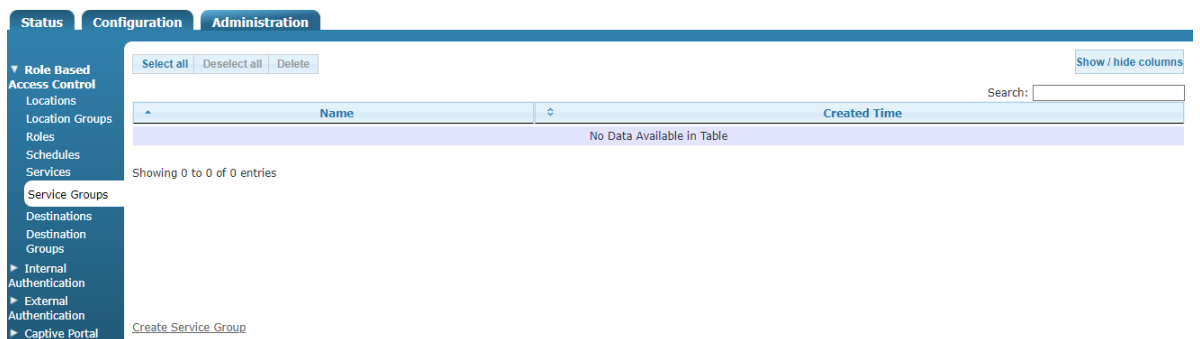 Status Configuration Administration
Role Based
Access Control
Locations
Location Groups
Roles
Schedules
Services
Service Groups
Destinations
Destination
Groups
Internal
Authentication
External
Authentication
Captive Portal
Select all Deselect all Delete
Show / hide columns
Search:
Name Created Time
No Data Available in Table
Showing 0 to 0 of 0 entries
Create Service Group